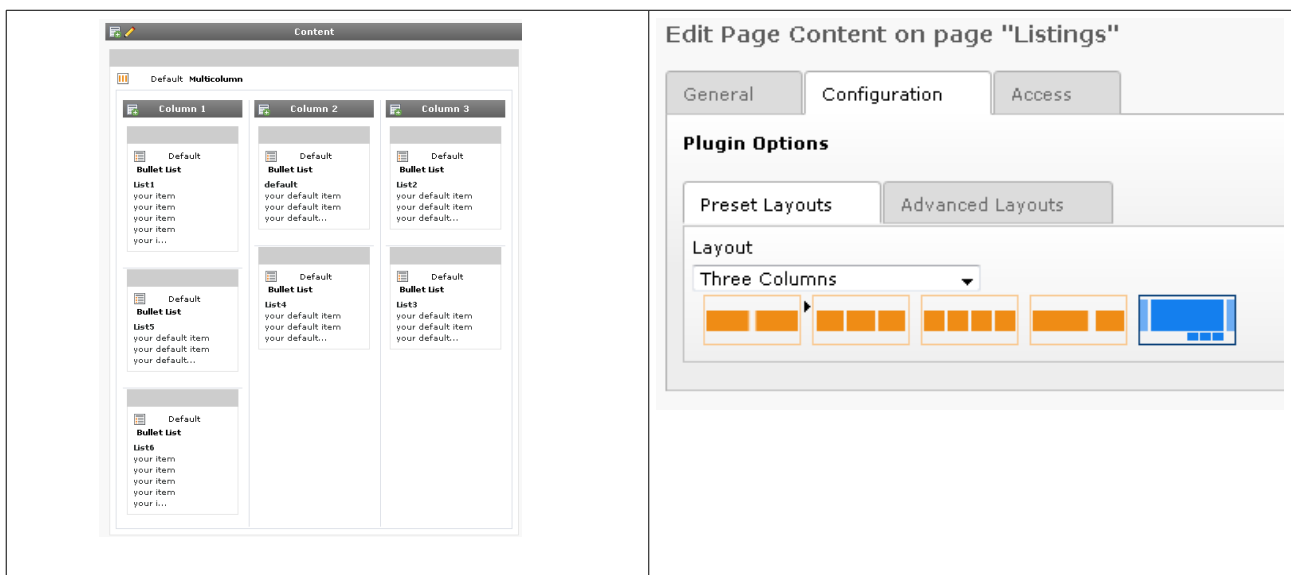 Content
Default Multicolumn
Column 1
Default
Bullet List
List1
your item
your item
your item
your item
your i...
Default
Bullet List
List5
your default item
your default item
your default...
Default
Bullet List
List6
your item
your item
your item
your item
your i...
Column 2
Default
Bullet List
default
your default item
your default item
your default...
Default
Bullet List
List4
your default item
your default item
your default...
Column 3
Default
Bullet List
List2
your default item
your default item
your default...
Default
Bullet List
List3
your default item
your default item
your default...
Edit Page Content on page "Listings"
General Configuration Access
Plugin Options
Preset Layouts Advanced Layouts
Layout
Three Columns